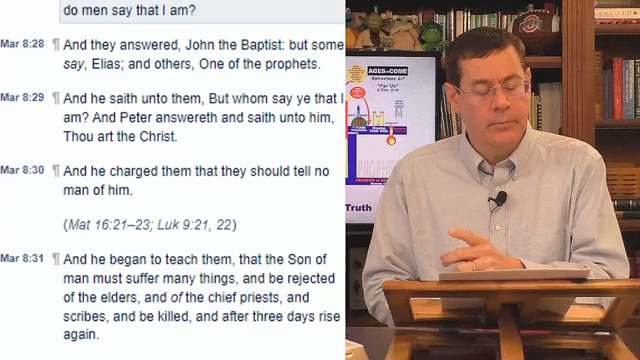 do men say that I am?
Mar 8:28 ¶ And they answered, John the Baptist: but some
say, Elias; and others, One of the prophets.
Mar 8:29 ¶ And he saith unto them, But whom say ye that I
am? And Peter answereth and saith unto him,
Thou art the Christ.
Mar 8:30 ¶ And he charged them that they should tell no
man of him.
(Mat 16:21–23; Luk 9:21, 22)
Mar 8:31 ¶ And he began to teach them, that the Son of
man must suffer many things, and be rejected
of the elders, and of the chief priests, and
scribes, and be killed, and after three days rise
again.
AGES to COME
Ephesians 2:7
"For Us"
Truth